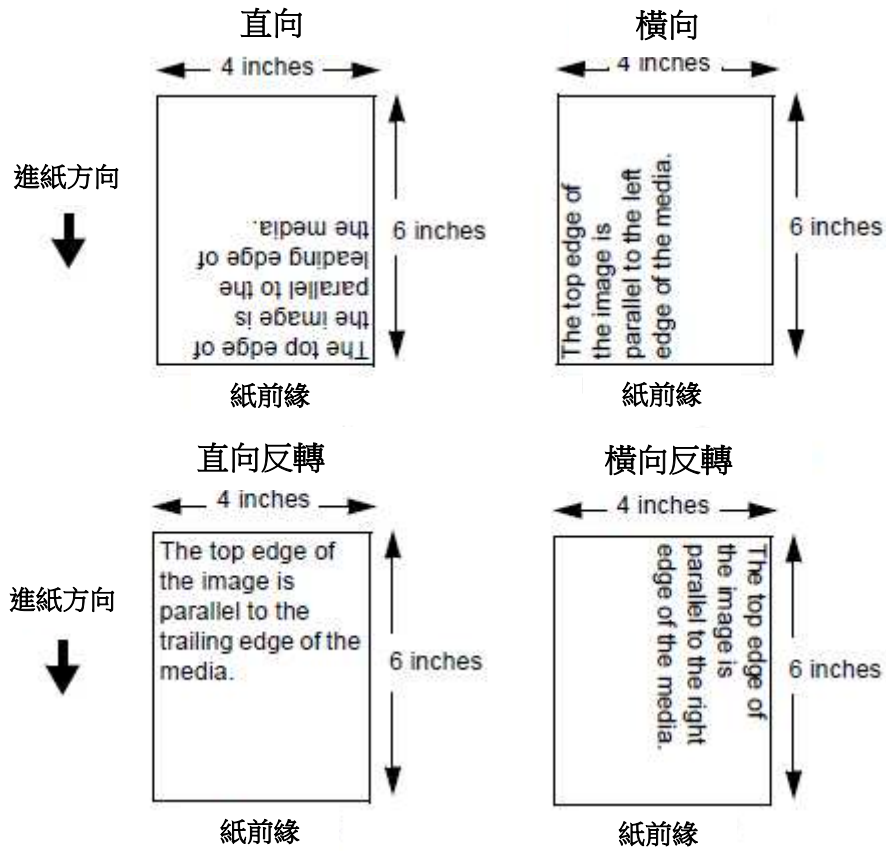 直向
4 inches
進紙方向
6 inches
The top edge of
the image is
parallel to the
leading edge of
the media.
紙前緣
橫向
4 inches
The top edge of
the image is
parallel to the left
edge of the media.
6 inches
紙前緣
直向反轉
4 inches
進紙方向
The top edge of
the image is
parallel to the
trailing edge of the
media.
6 inches
紙前緣
橫向反轉
4 inches
The top edge of
the image is
parallel to the right
edge of the media.
6 inches
紙前緣